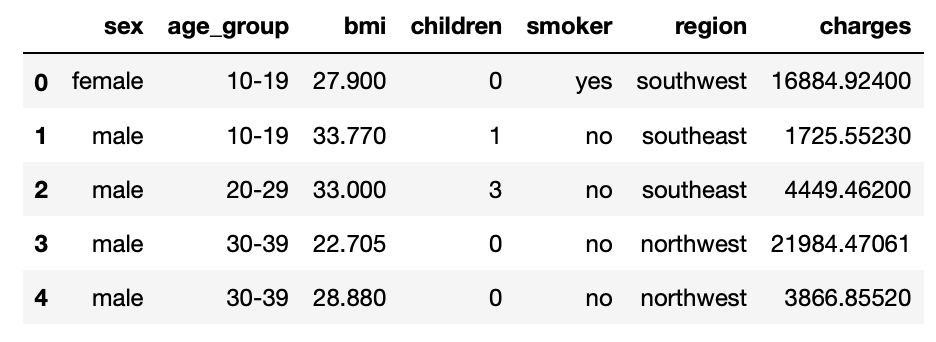 sex age_group bmi children smoker region charges
0 female 10-19 27.900 0 yes southwest 16884.92400
1 male 10-19 33.770 1 no southeast 1725.55230
2 male 20-29 33.000 3 no southeast 4449.46200
3 male 30-39 22.705 0 no northwest 21984.47061
4 male 30-39 28.880 0 no northwest 3866.85520